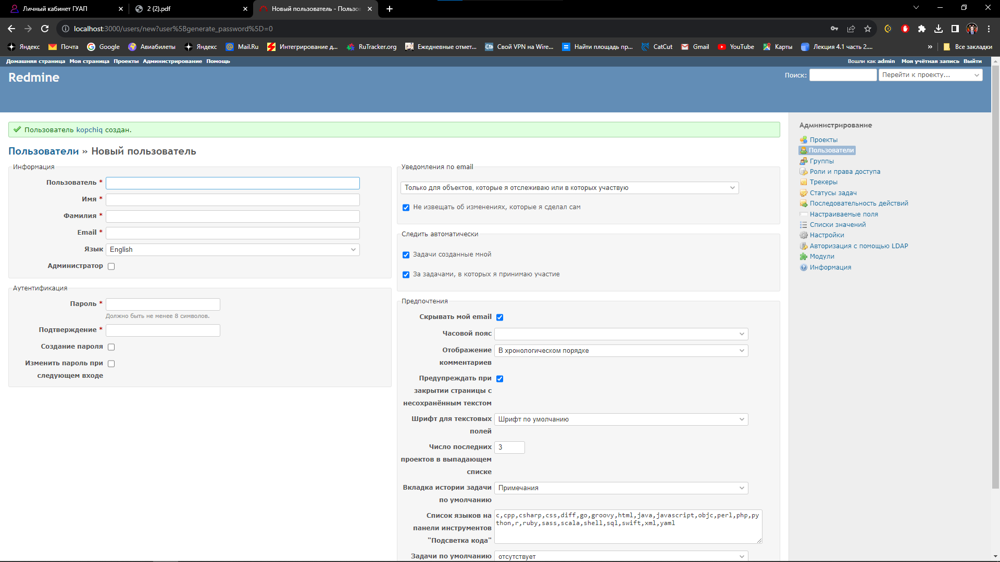 Личный кабинет ГУАП
2 (2).pdf
Новый пользователь - Пользо
localhost:3000/users/new?user%5Bgenerate_password%5D=0
Яндекс
Почта
Google
Авиабилеты
Яндекс
Mail.Ru
Интегрирование д...
RuTracker.org
Ежедневные отмет...
Свой VPN на Wire...
Найти площадь пр...
CatCut
Gmail
YouTube
Карты
Лекция 4.1 часть 2....
»
Все закладки
Домашняя страница Моя страница Проекты Администрирование Помощь
Вошли как admin Моя учётная запись Выйти
Redmine
Поиск:
Перейти к проекту...
Пользователь kopchiq создан.
Пользователи » Новый пользователь
Информация
Пользователь *
Имя *
Фамилия *
Email *
Язык English
Администратор
Аутентификация
Пароль *
Должно быть не менее 8 символов.
Подтверждение *
Создание пароля
Изменить пароль при
следующем входе
Уведомления по email
Только для объектов, которые я отслеживаю или в которых участвую
Не извещать об изменениях, которые я сделал сам
Следить автоматически
Задачи созданные мной
За задачами, в которых я принимаю участие
Предпочтения
Скрывать мой email
Часовой пояс
Отображение
комментариев
В хронологическом порядке
Предупреждать при
закрытии страницы с
несохранённым текстом
Шрифт для текстовых
полей
Шрифт по умолчанию
Число последних
проектов в выпадающем
списке
3
Вкладка истории задачи
по умолчанию
Примечания
Список языков на
панели инструментов
"Подсветка кода"
c,cpp,csharp,css,diff,go,groovy,html,java,javascript,objc,perl,php,py
thon,r,ruby,sass,scala,shell,sql,swift,xml,yaml
Задачи по умолчанию
отсутствует
Администрирование
Проекты
Пользователи
Группы
Роли и права доступа
Трекеры
Статусы задач
Последовательность действий
Настраиваемые поля
Списки значений
Настройки
Авторизация с помощью LDAP
Модули
Информация